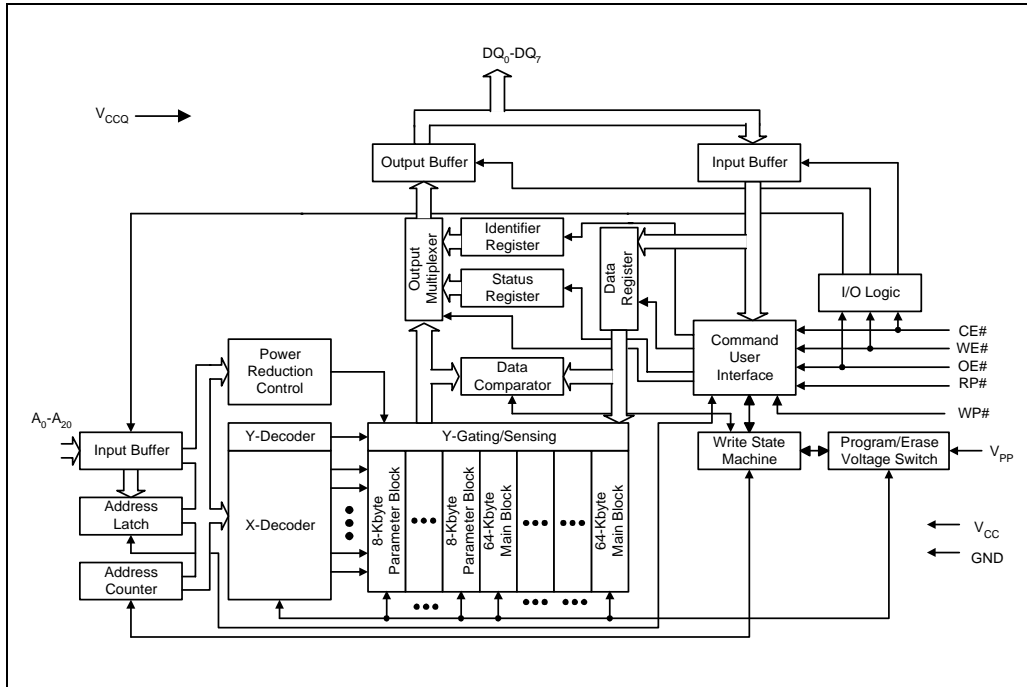 DQ0-DQ7
VCCQ
Output Buffer
Input Buffer
Output
Multiplexer
Identifier
Register
Status
Register
Data
Register
I/O Logic
CE#
WE#
OE#
RP#
WP#
Command
User
Interface
Power
Reduction
Control
Data
Comparator
A0-A20
Input Buffer
Y-Decoder
Y-Gating/Sensing
Write State
Machine
Program/Erase
Voltage Switch
VPP
Address
Latch
X-Decoder
8-Kbyte
Parameter Block
8-Kbyte
Parameter Block
64-Kbyte
Main Block
64-Kbyte
Main Block
VCC
GND
Address
Counter